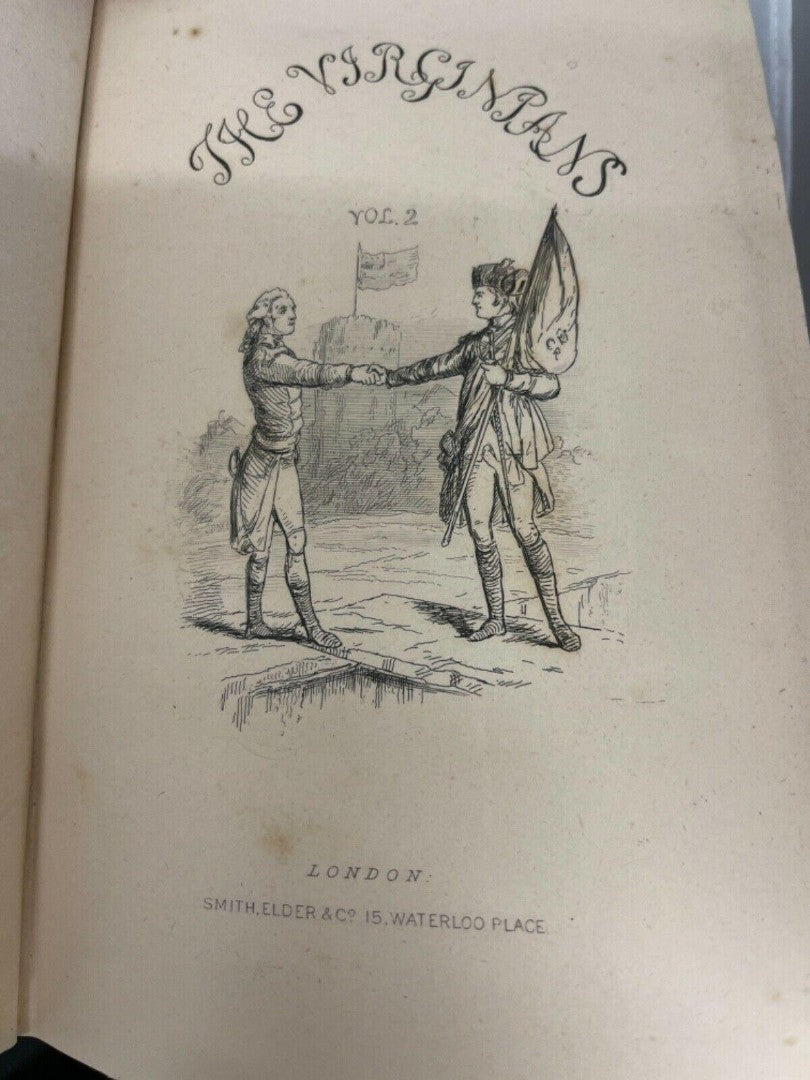 THE VIRGINIANS
VOL. 2
G R
LONDON:
SMITH, ELDER & Cº 15, WATERLOO PLACE.